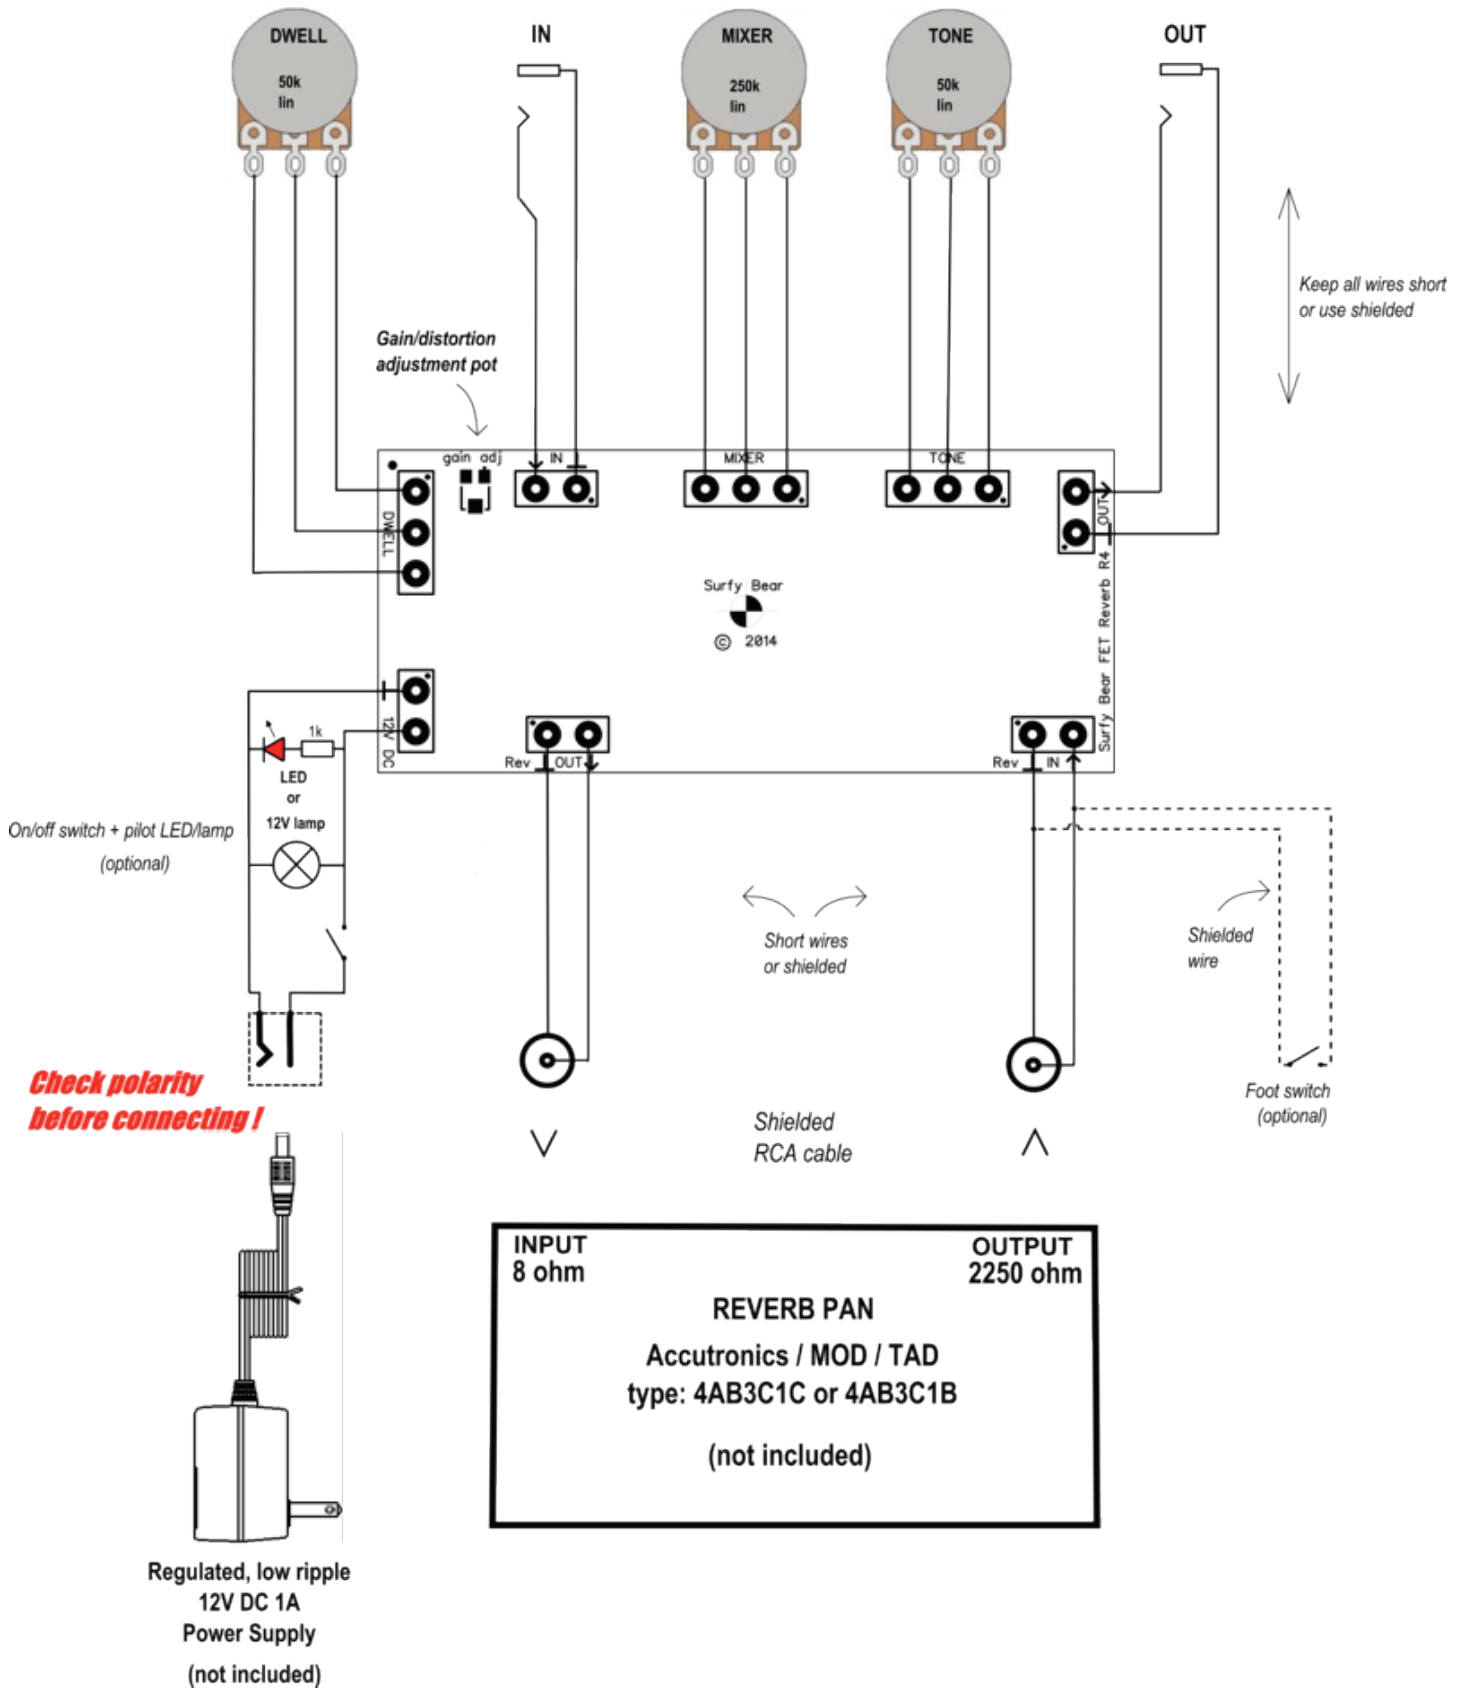 DWELL
50k
lin
IN
MIXER
250k
lin
TONE
50k
lin
OUT
Keep all wires short
or use shielded
Gain/distortion
adjustment pot
gain adj
IN
MIXER
TONE
OUT
DWELL
Surfy Bear
© 2014
Surfy Bear FET Reverb R4
12V DC
Rev
OUT
Rev
IN
1k
LED
or
12V lamp
On/off switch + pilot LED/lamp
(optional)
Short wires
or shielded
Shielded
wire
Foot switch
(optional)
Check polarity
before connecting !
Shielded
RCA cable
INPUT
8 ohm
OUTPUT
2250 ohm
REVERB PAN
Accutronics / MOD / TAD
type: 4AB3C1C or 4AB3C1B
(not included)
Regulated, low ripple
12V DC 1A
Power Supply
(not included)